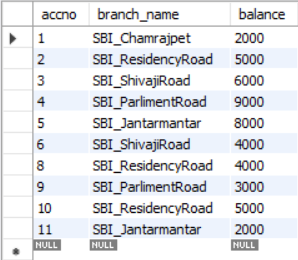 accno branch_name balance
1 SBI_Chamrajpet 2000
2 SBI_ResidencyRoad 5000
3 SBI_ShivajiRoad 6000
4 SBI_ParlimentRoad 9000
5 SBI_Jantarmantar 8000
6 SBI_ShivajiRoad 4000
8 SBI_ResidencyRoad 4000
9 SBI_ParlimentRoad 3000
10 SBI_ResidencyRoad 5000
11 SBI_Jantarmantar 2000
NULL NULL NULL